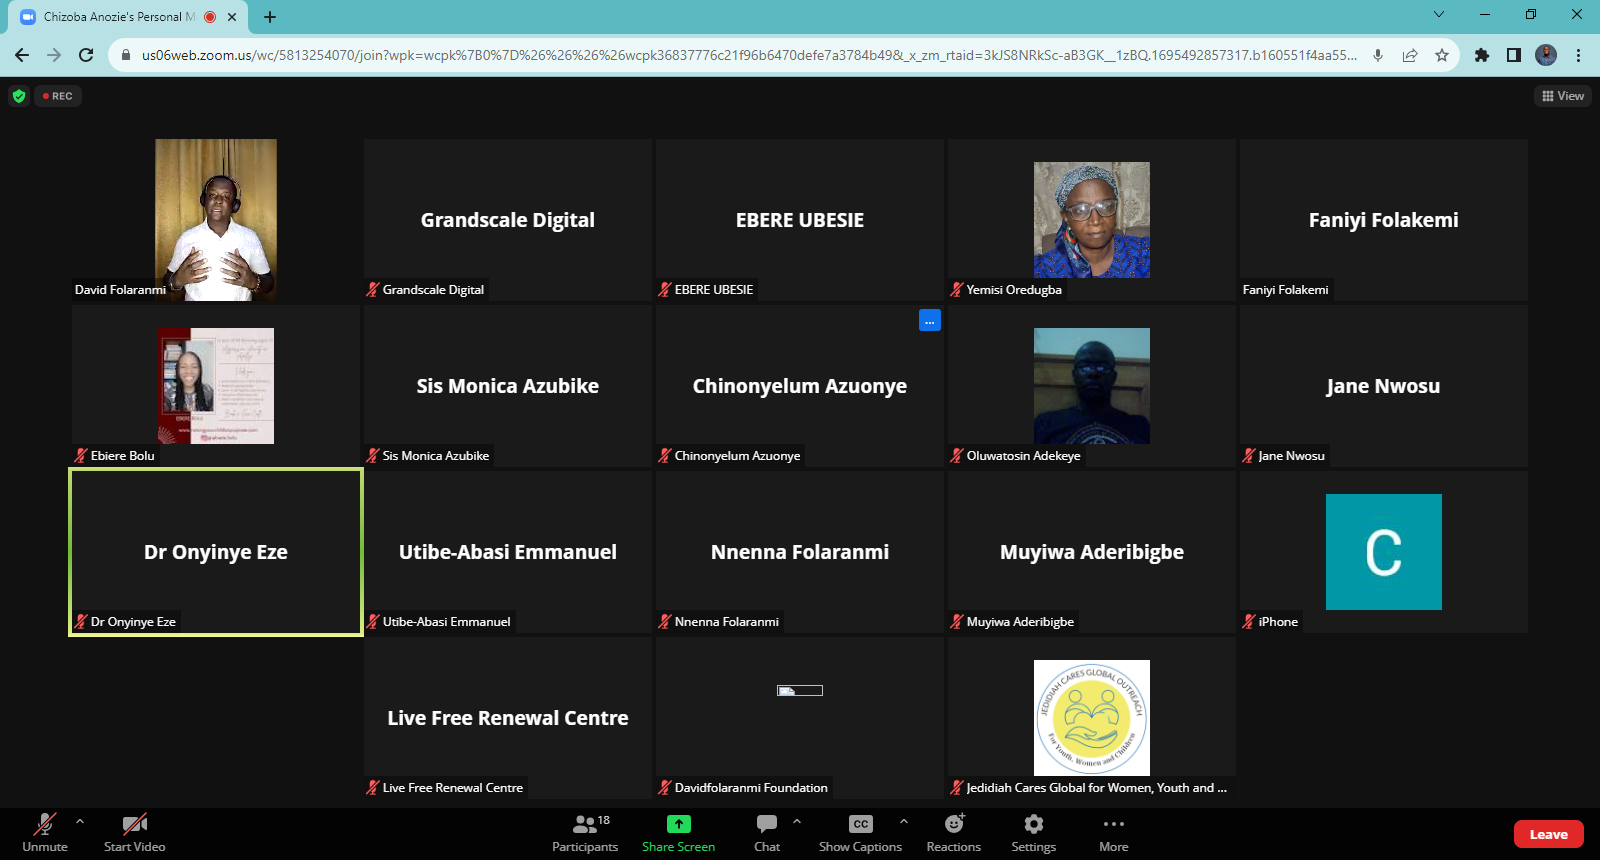 Chizoba Anozie's Personal M
us06web.zoom.us/wc/5813254070/join?wpk=wcpk%7B0%7D%26%26%26%26wcpk36837776c21f96b6470defe7a3784b49&_x_zm_rtaid=3kJS8NRkSc-aB3GK__1zBQ.1695492857317.b160551f4aa55...
REC
View
David Folaranmi
Grandscale Digital
Grandscale Digital
EBERE UBESIE
EBERE UBESIE
Yemisi Oredugba
Faniyi Folakemi
Faniyi Folakemi
Ebiere Bolu
Sis Monica Azubike
Sis Monica Azubike
Chinonyelum Azuonye
...
Chinonyelum Azuonye
Oluwatosin Adekeye
Jane Nwosu
Jane Nwosu
Dr Onyinye Eze
Dr Onyinye Eze
Utibe-Abasi Emmanuel
Utibe-Abasi Emmanuel
Nnenna Folaranmi
Nnenna Folaranmi
Muyiwa Aderibigbe
Muyiwa Aderibigbe
C
iPhone
Live Free Renewal Centre
Live Free Renewal Centre
Davidfolaranmi Foundation
JEDIDIAH CARES GLOBAL OUTREACH
For Youth, Women and Children
Jedidiah Cares Global for Women, Youth and ...
Unmute
Start Video
Participants
18
Share Screen
Chat
CC
Show Captions
Reactions
Settings
More
Leave